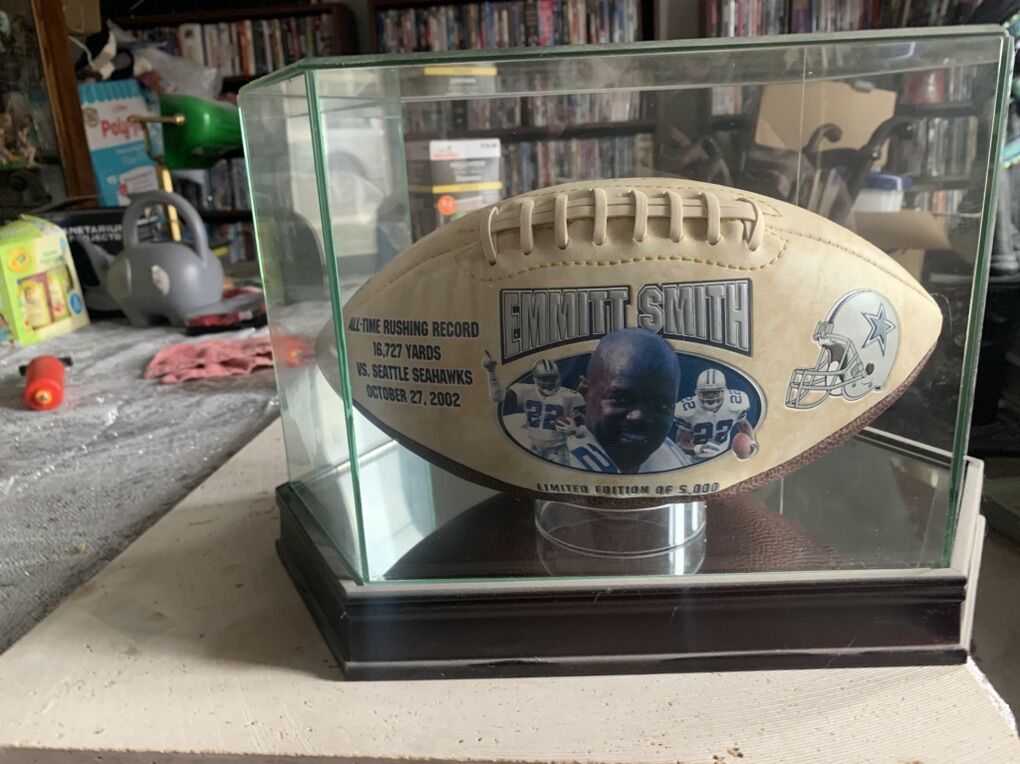 EMMITT SMITH
ALL-TIME RUSHING RECORD
16,727 YARDS
VS. SEATTLE SEAHAWKS
OCTOBER 27, 2002
22
22
LIMITED EDITION OF 5,000